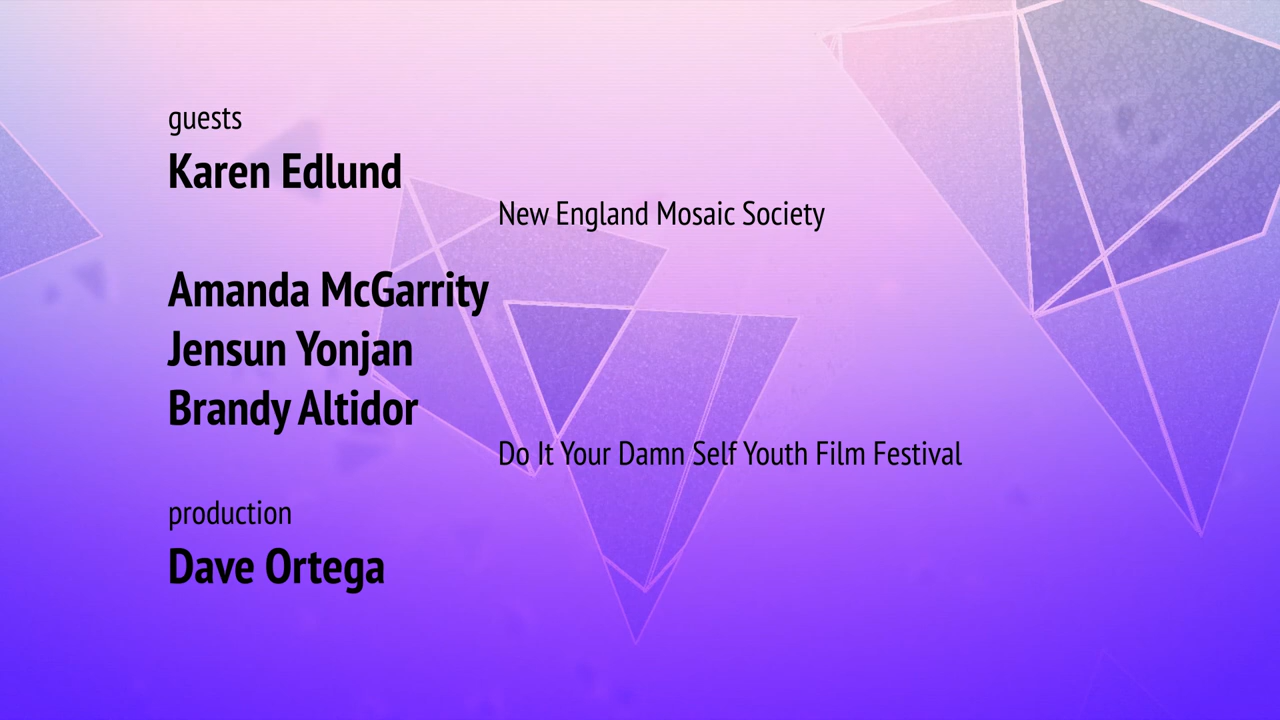 guests
Karen Edlund
New England Mosaic Society
Amanda McGarrity
Jensun Yonjan
Brandy Altidor
Do It Your Damn Self Youth Film Festival
production
Dave Ortega